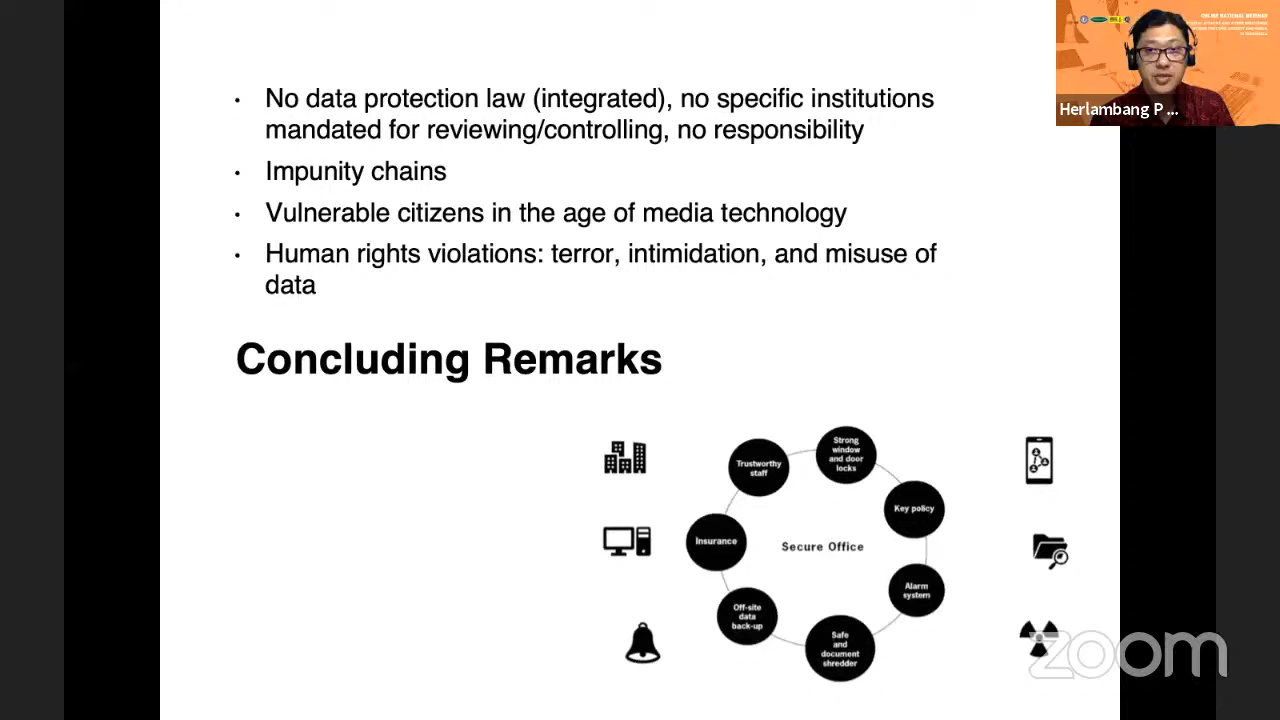 ONLINE NATIONAL WEBINAR
Herlambang P ...
• No data protection law (integrated), no specific institutions
mandated for reviewing/controlling, no responsibility
• Impunity chains
• Vulnerable citizens in the age of media technology
• Human rights violations: terror, intimidation, and misuse of
data
Concluding Remarks
Strong
window
and door
locks
Trustworthy
staff
Key policy
Insurance
Secure Office
Alarm
system
Off-site
data
back-up
Safe
and
document
shredder
zoom